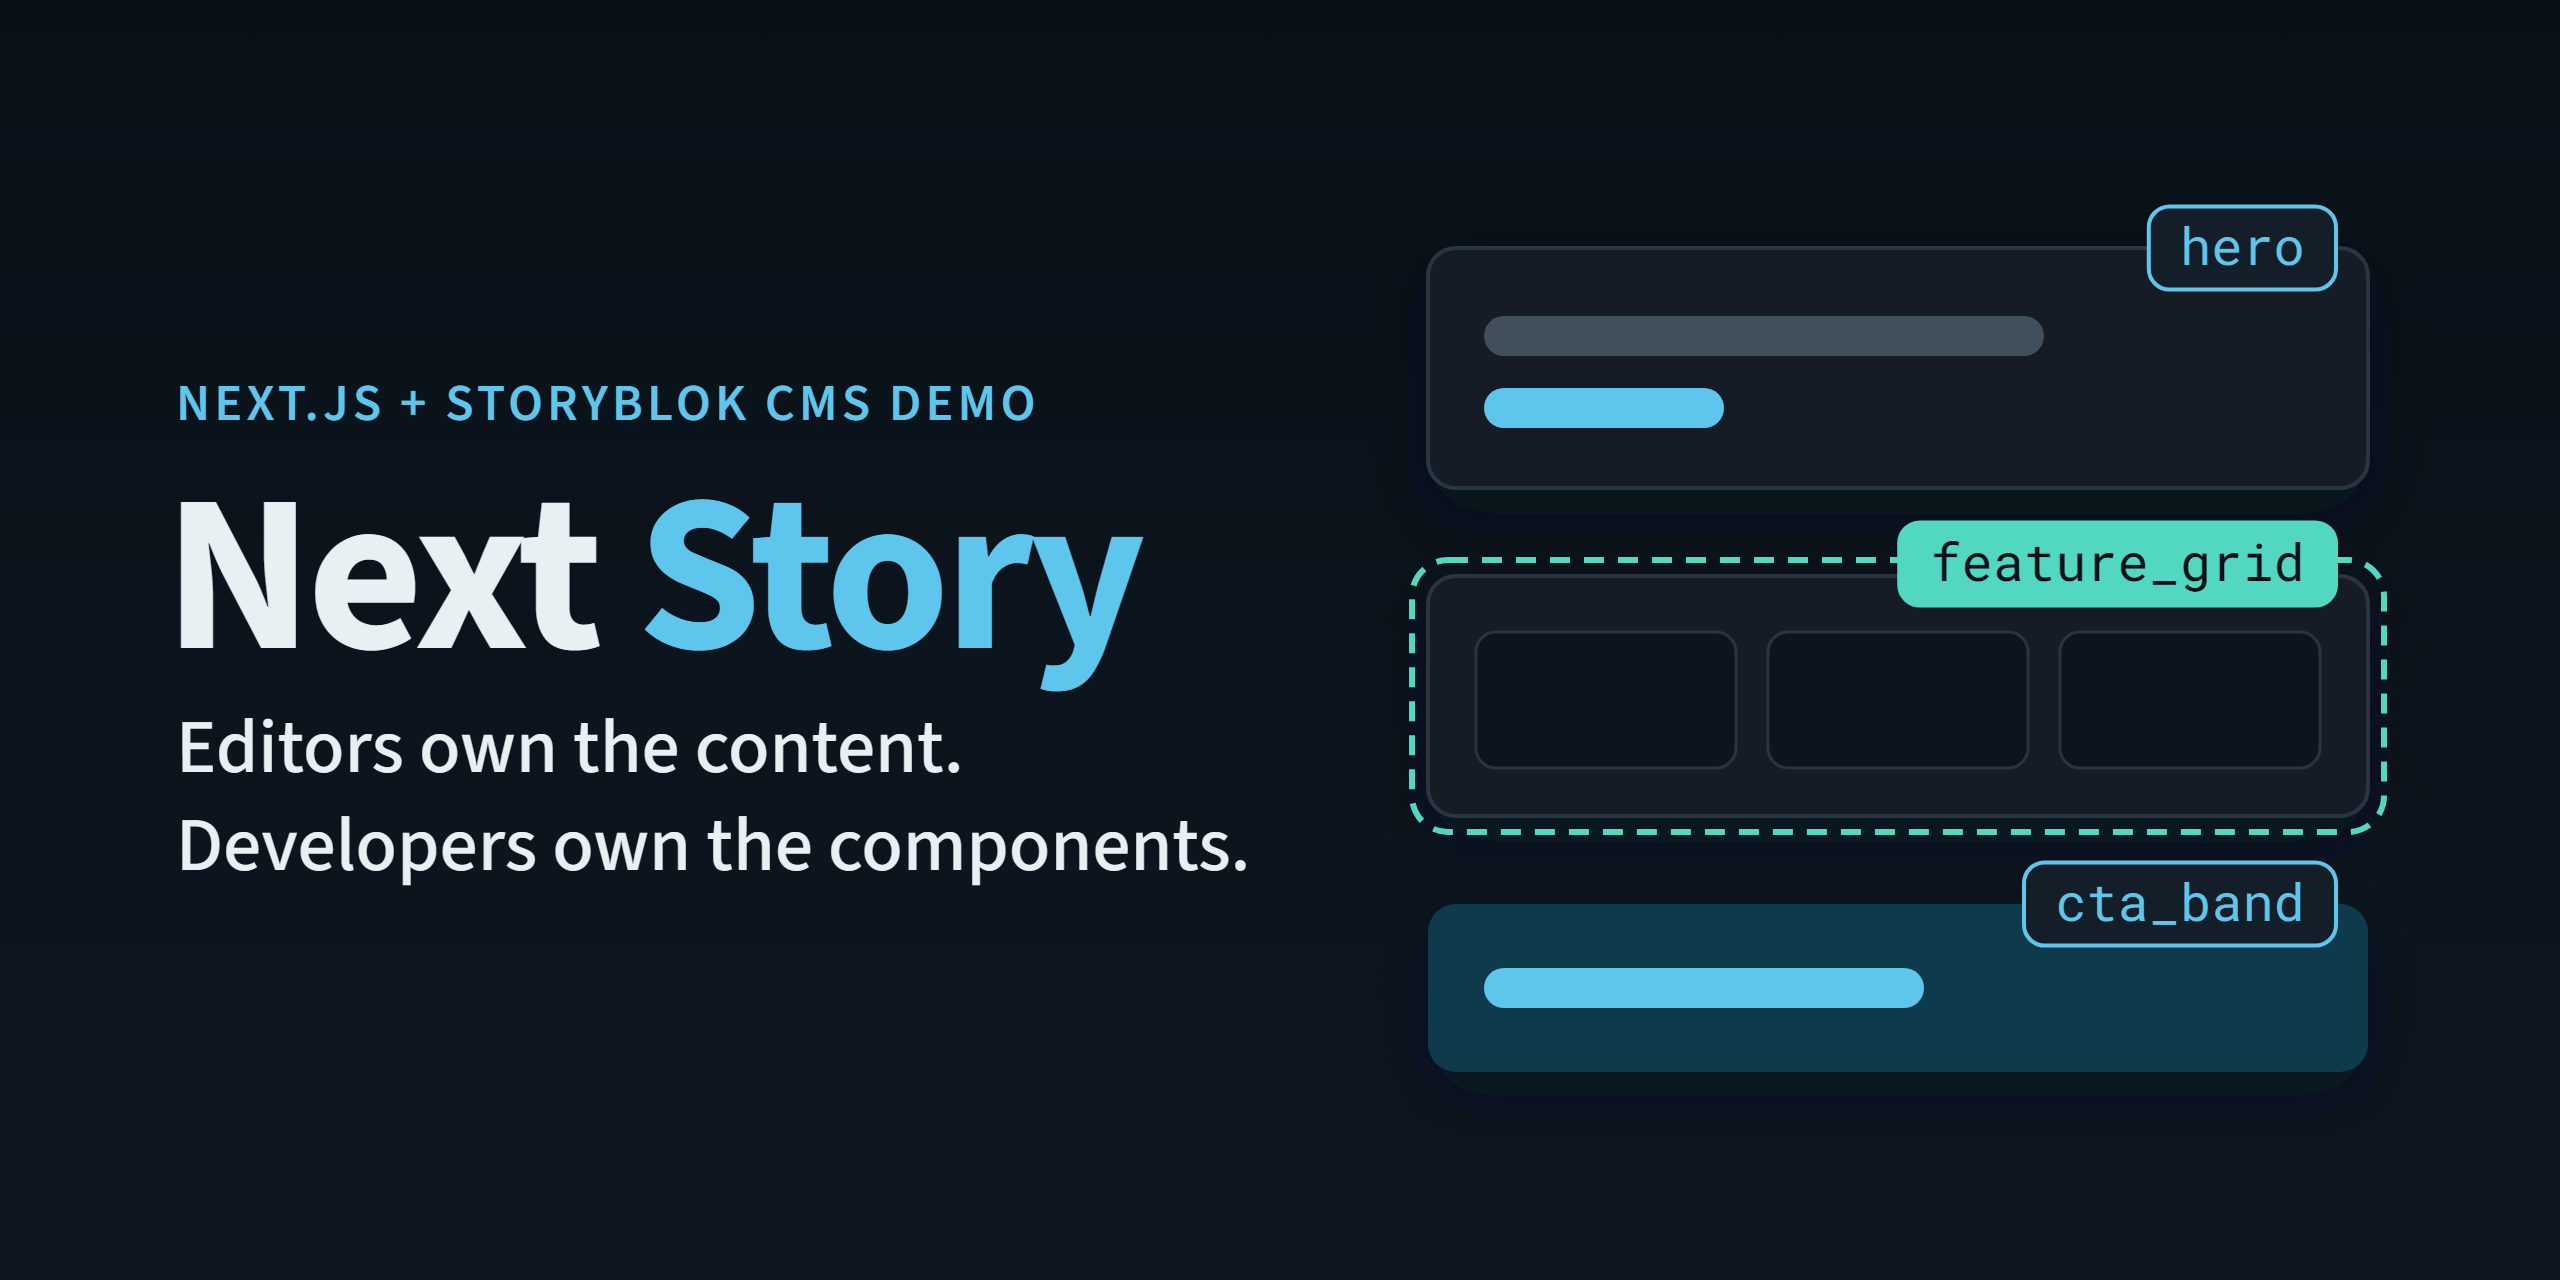 NEXT.JS + STORYBLOK CMS DEMO
Next Story
Editors own the content.
Developers own the components.
hero
feature_grid
cta_band